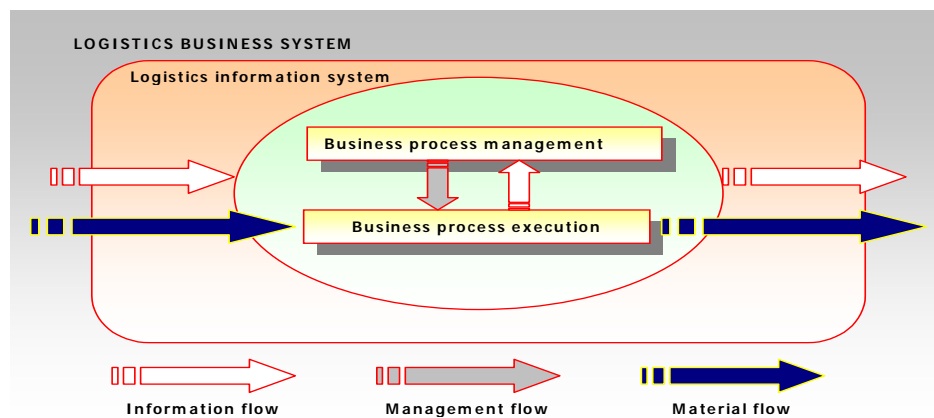 LOGISTICS BUSINESS SYSTEM
Logistics information system
Business process management
Business process execution
Information flow
Management flow
Material flow